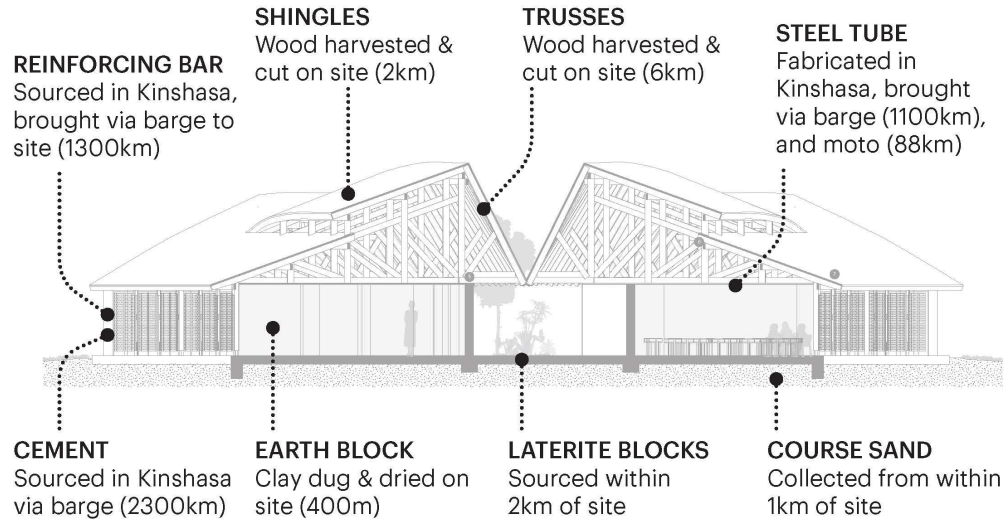 SHINGLES
Wood harvested &
cut on site (2km)
TRUSSES
Wood harvested &
cut on site (6km)
STEEL TUBE
Fabricated in
Kinshasa, brought
via barge (1100km),
and moto (88km)
REINFORCING BAR
Sourced in Kinshasa,
brought via barge to
site (1300km)
CEMENT
Sourced in Kinshasa
via barge (2300km)
EARTH BLOCK
Clay dug & dried on
site (400m)
LATERITE BLOCKS
Sourced within
2km of site
COURSE SAND
Collected from within
1km of site